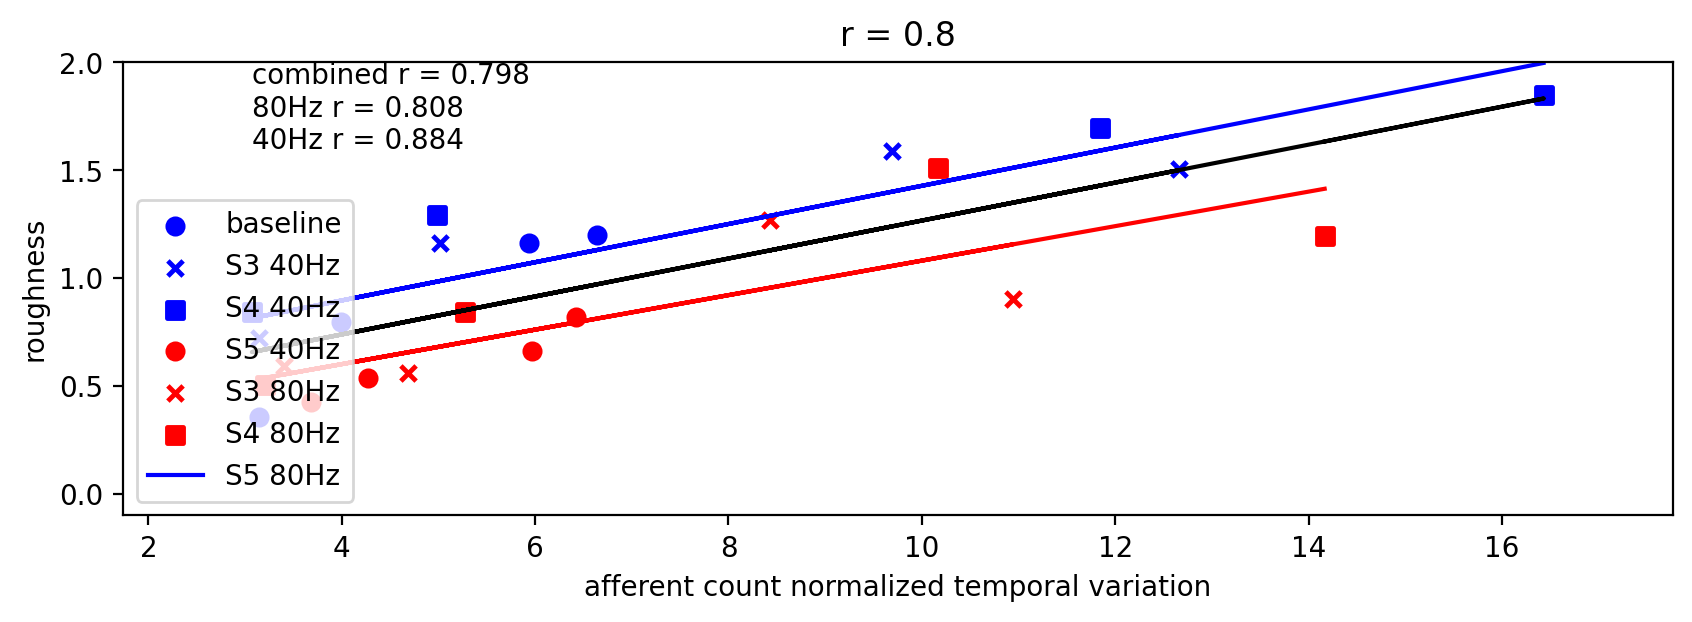 r = 0.8
combined r = 0.798
80Hz r = 0.808
40Hz r = 0.884
roughness
2.0
1.5
1.0
0.5
0.0
baseline
S3 40Hz
S4 40Hz
S5 40Hz
S3 80Hz
S4 80Hz
S5 80Hz
2 4 6 8 10 12 14 16
afferent count normalized temporal variation